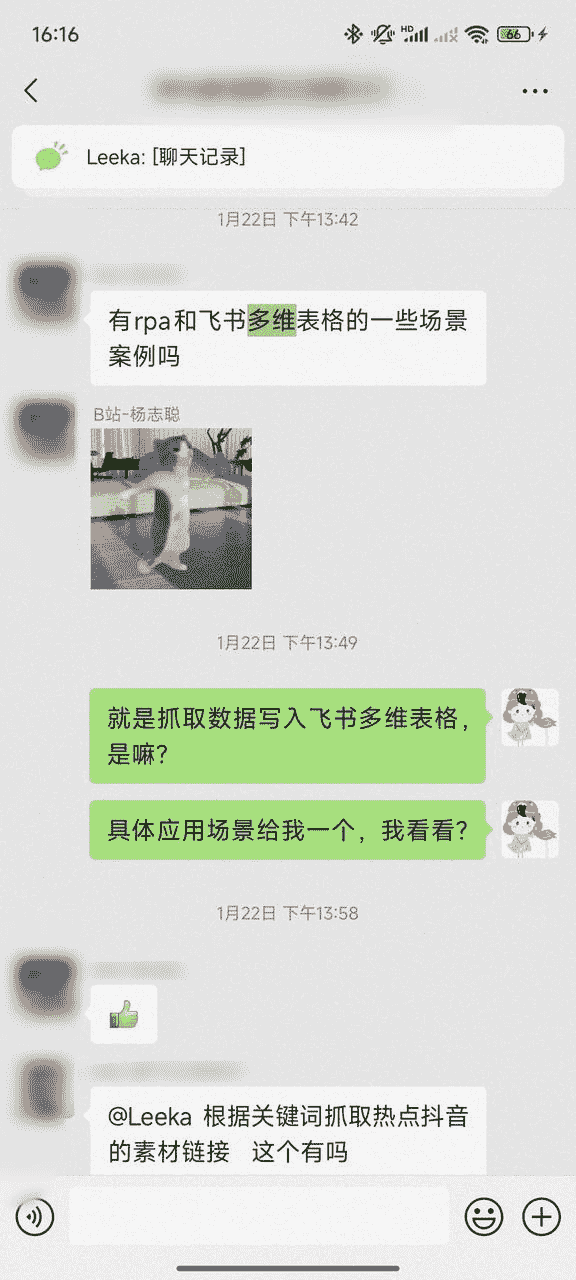 16:16
HD
66
Leeka: [聊天记录]
1月22日 下午13:42
有rpa和飞书多维表格的一些场景
案例吗
B站-杨志聪
1月22日 下午13:49
就是抓取数据写入飞书多维表格，
是嘛?
具体应用场景给我一个，我看看?
1月22日 下午13:58
@Leeka 根据关键词抓取热点抖音
的素材链接 这个有吗